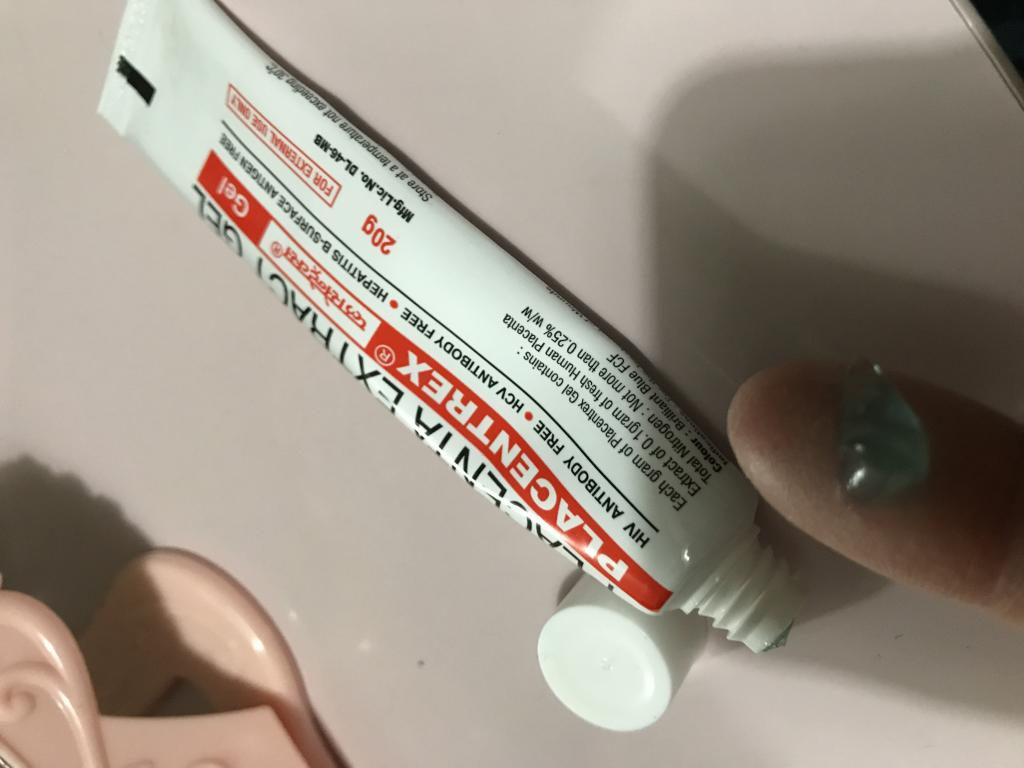 PLACENTA EXTRACT GEL
PLACENTREX® प्लासेन्ट्रेक्स® Gel
HIV ANTIBODY FREE • HCV ANTIBODY FREE • HEPATITIS B-SURFACE ANTIGEN FREE
Each gram of Placentrex Gel contains :
Extract of 0.1gram of fresh Human Placenta
Total Nitrogen : Not more than 0.25% w/w
Colour : Brilliant Blue FCF
20g
FOR EXTERNAL USE ONLY
Mfg.Lic.No. DL-46-MB
Store at a temperature not exceeding 30°c